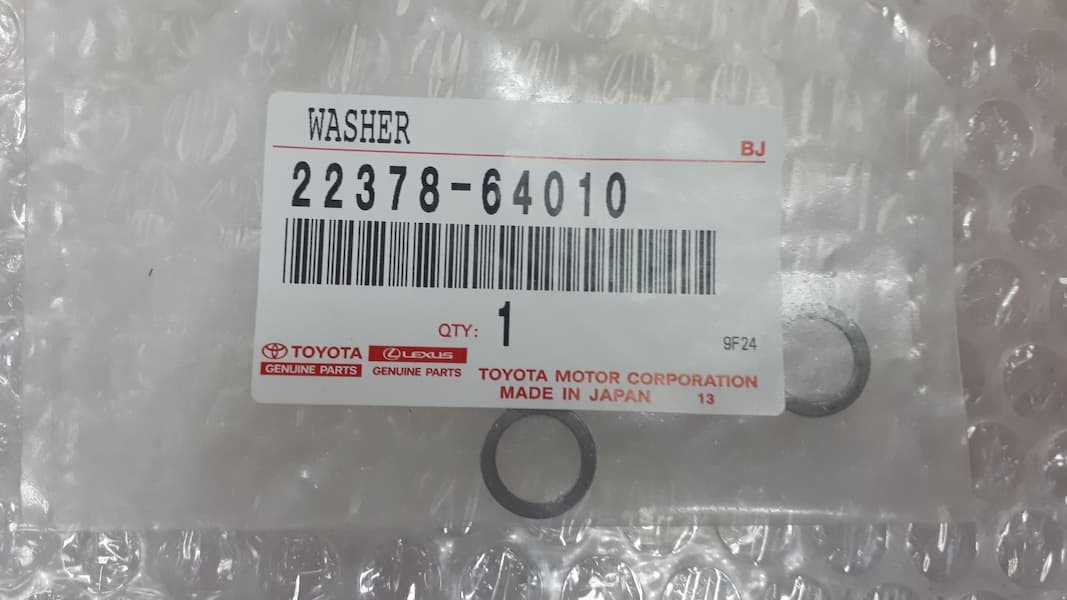 WASHER
BJ
22378-64010
QTY: 1
9F24
TOYOTA LEXUS
GENUINE PARTS GENUINE PARTS
TOYOTA MOTOR CORPORATION
MADE IN JAPAN 13